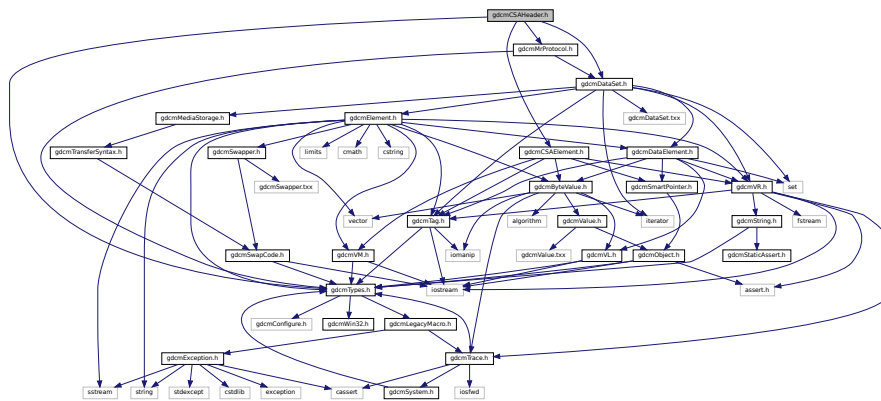 gdcmCSAHeader.h
gdcmMrProtocol.h
gdcmDataSet.h
gdcmMediaStorage.h
gdcmElement.h
gdcmDataSet.txx
gdcmTransferSyntax.h
gdcmSwapper.h
limits
cmath
cstring
gdcmCSAElement.h
gdcmDataElement.h
gdcmSwapper.txx
gdcmByteValue.h
gdcmSmartPointer.h
gdcmVR.h
set
vector
gdcmTag.h
algorithm
gdcmValue.h
iterator
gdcmString.h
fstream
gdcmSwapCode.h
gdcmVM.h
iomanip
gdcmValue.txx
gdcmVL.h
gdcmObject.h
gdcmStaticAssert.h
gdcmTypes.h
iostream
assert.h
gdcmConfigure.h
gdcmWin32.h
gdcmLegacyMacro.h
gdcmException.h
gdcmTrace.h
sstream
string
stdexcept
cstdlib
exception
cassert
gdcmSystem.h
iosfwd